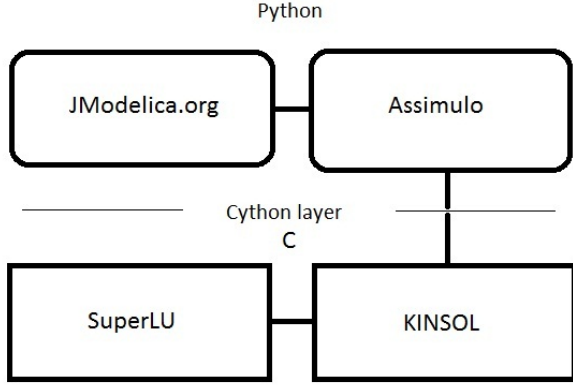 Python
JModelica.org
Assimulo
Cython layer
C
SuperLU
KINSOL